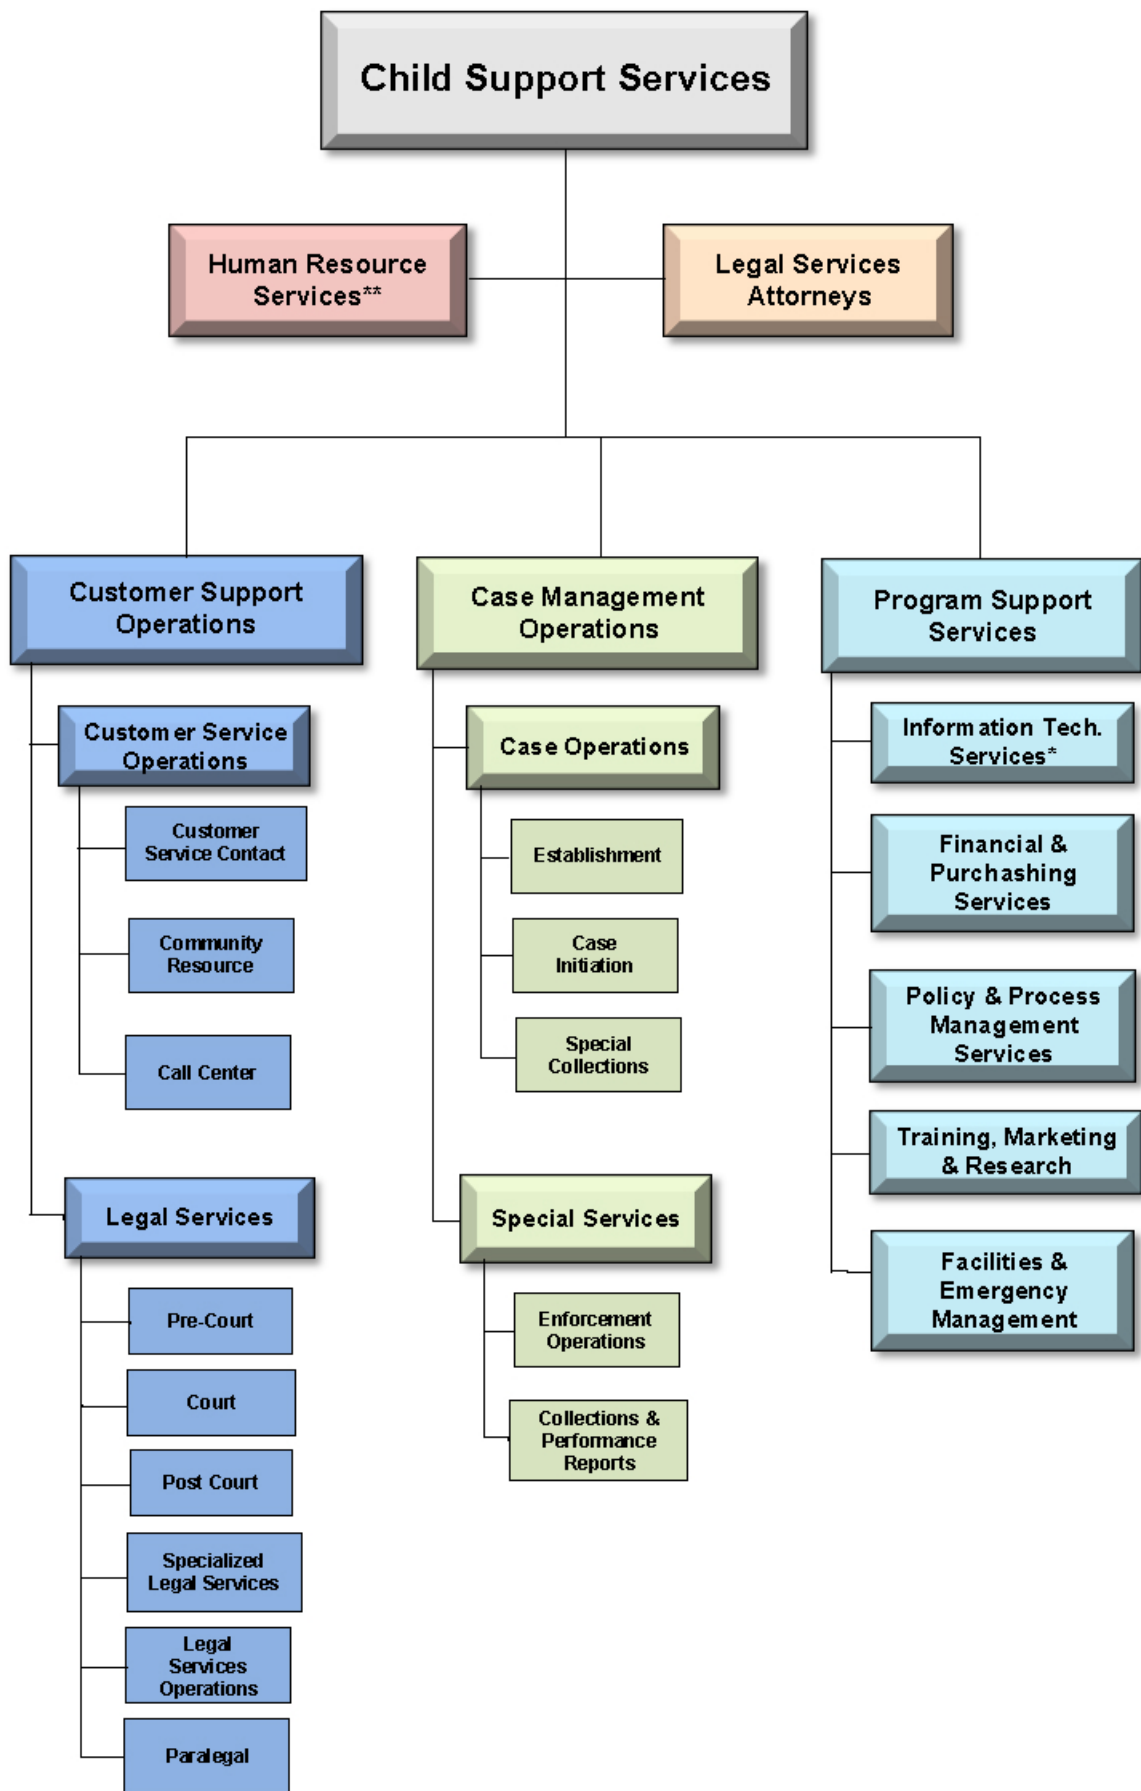 Child Support Services
Human Resource
Services**
Legal Services
Attorneys
Customer Support
Operations
Case Management
Operations
Program Support
Services
Customer Service
Operations
Customer
Service Contact
Community
Resource
Call Center
Legal Services
Pre-Court
Court
Post Court
Specialized
Legal Services
Legal
Services
Operations
Paralegal
Case Operations
Establishment
Case
Initiation
Special
Collections
Special Services
Enforcement
Operations
Collections &
Performance
Reports
Information Tech.
Services*
Financial &
Purchashing
Services
Policy & Process
Management
Services
Training, Marketing
& Research
Facilities &
Emergency
Management